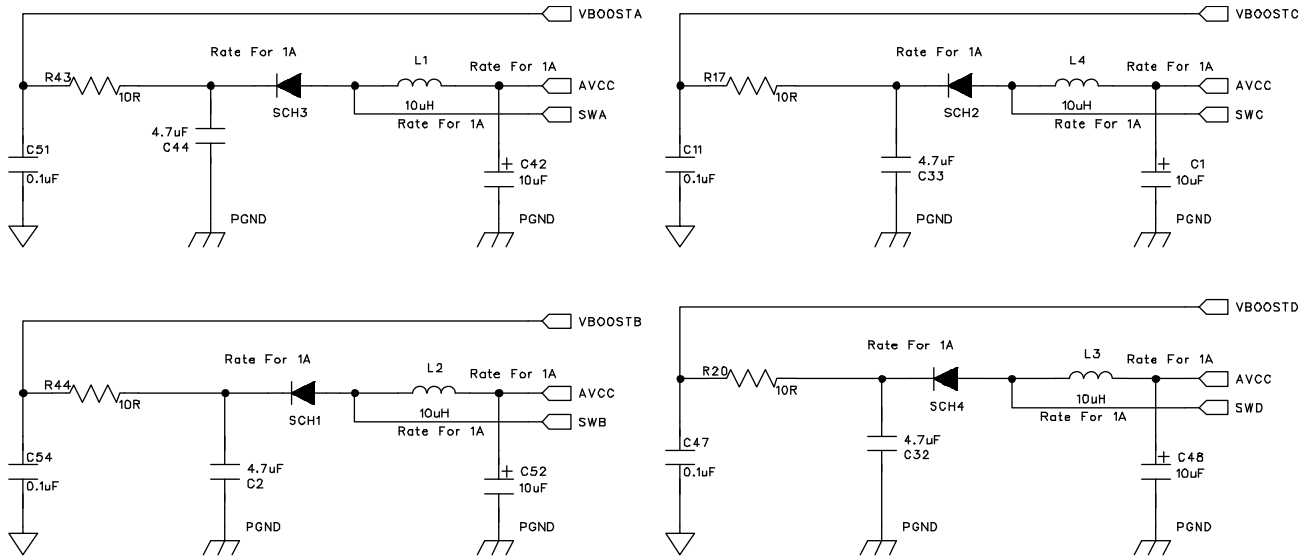 VBOOSTA
Rate For 1A
L1
Rate For 1A
R43
10R
SCH3
10uH
AVCC
SWA
Rate For 1A
4.7uF
C44
C51
0.1uF
C42
10uF
PGND
PGND
VBOOSTC
Rate For 1A
L4
Rate For 1A
R17
10R
SCH2
10uH
AVCC
SWC
Rate For 1A
C11
0.1uF
4.7uF
C33
C1
10uF
PGND
PGND
VBOOSTB
Rate For 1A
L2
Rate For 1A
R44
10R
SCH1
10uH
AVCC
SWB
Rate For 1A
C54
0.1uF
4.7uF
C2
C52
10uF
PGND
PGND
VBOOSTD
Rate For 1A
L3
Rate For 1A
R20
10R
SCH4
10uH
AVCC
SWD
Rate For 1A
C47
0.1uF
4.7uF
C32
C48
10uF
PGND
PGND